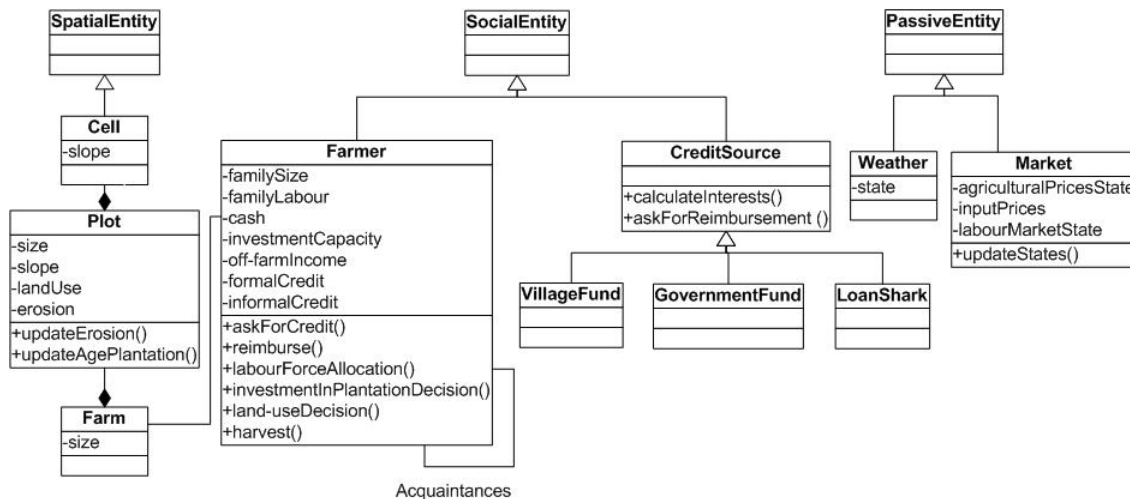 SpatialEntity
Cell
-slope
Plot
-size
-slope
-landUse
-erosion
+updateErosion()
+updateAgePlantation()
Farm
-size
SocialEntity
Farmer
-familySize
-familyLabour
-cash
-investmentCapacity
-off-farmIncome
-formalCredit
-informalCredit
+askForCredit()
+reimburse()
+labourForceAllocation()
+investmentInPlantationDecision()
+land-useDecision()
+harvest()
Acquaintances
CreditSource
+calculateInterests()
+askForReimbursement ()
VillageFund
GovernmentFund
LoanShark
PassiveEntity
Weather
-state
Market
-agriculturalPricesState
-inputPrices
-labourMarketState
+updateStates()